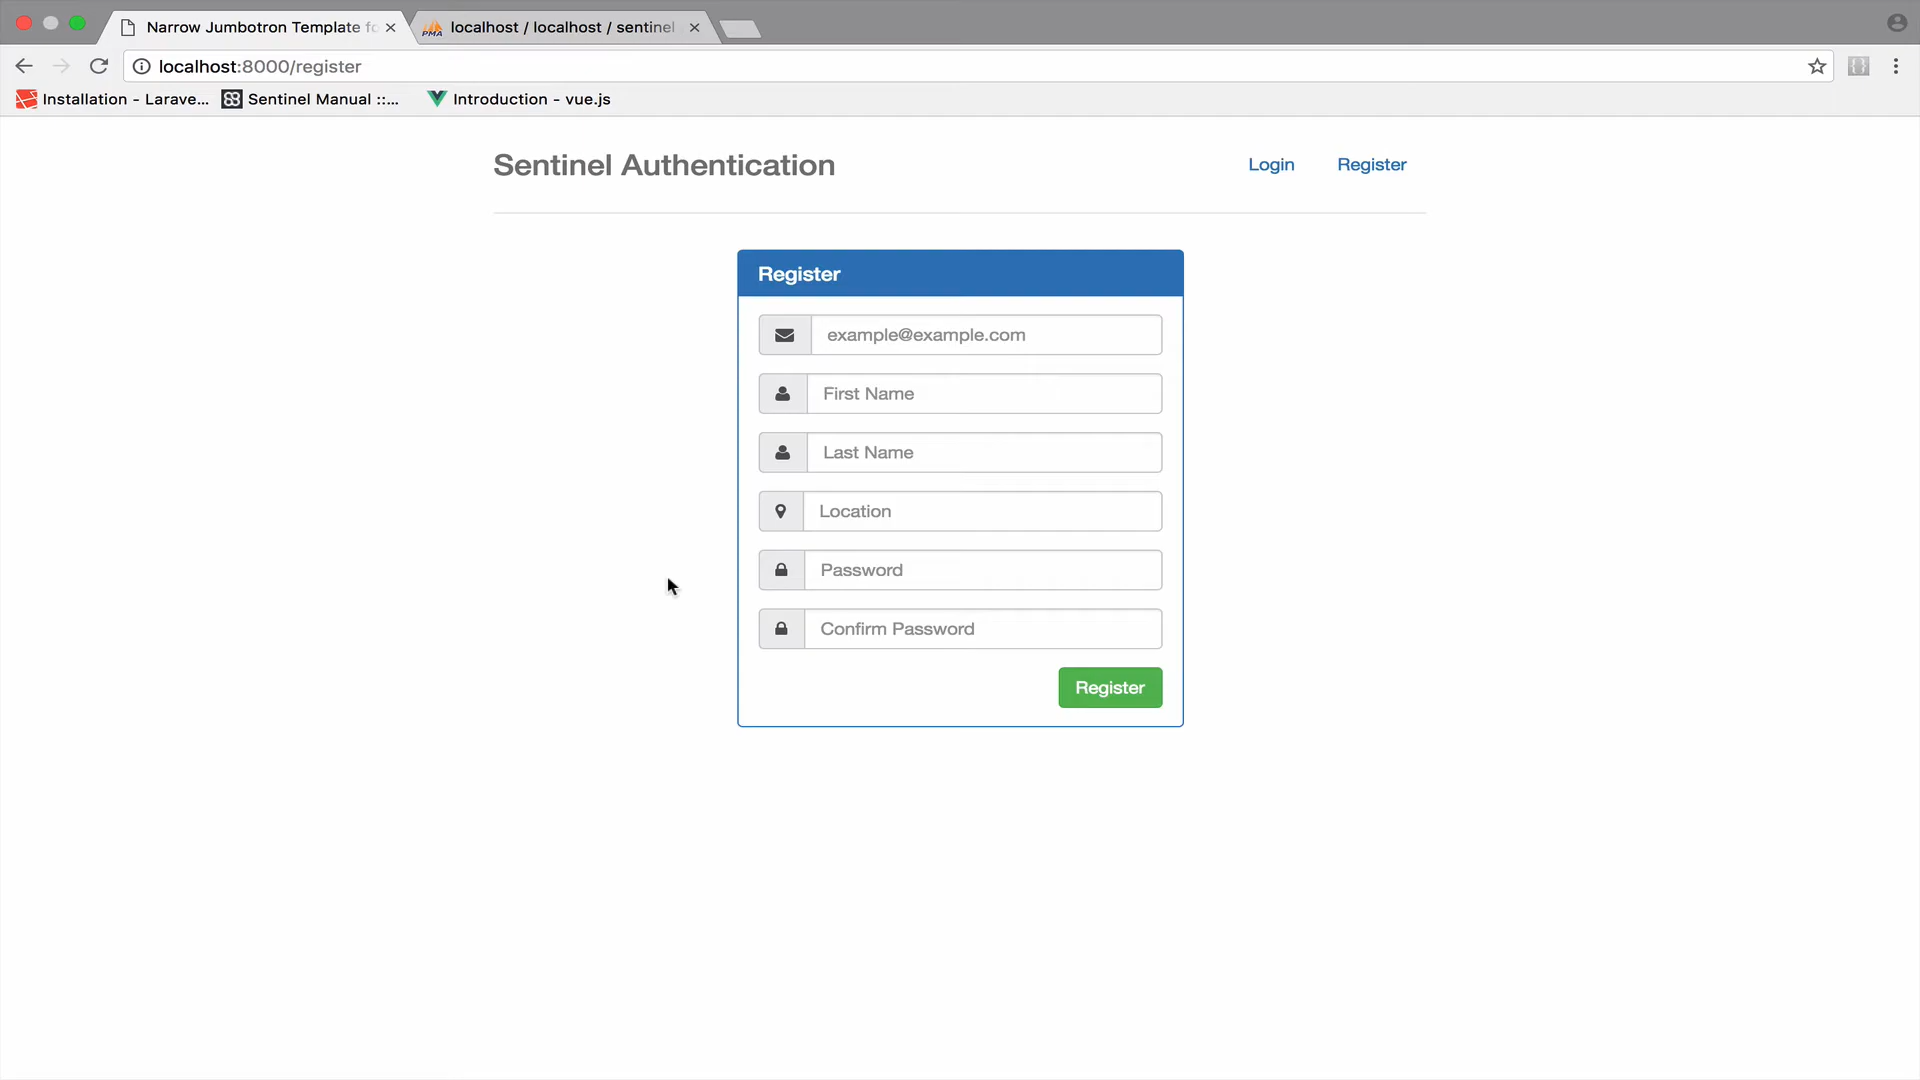 Narrow Jumbotron Template fo
PMA localhost / localhost / sentinel
localhost:8000/register
Installation - Larave... Sentinel Manual ::... Introduction - vue.js
Sentinel Authentication Login Register
Register
example@example.com
First Name
Last Name
Location
Password
Confirm Password
Register